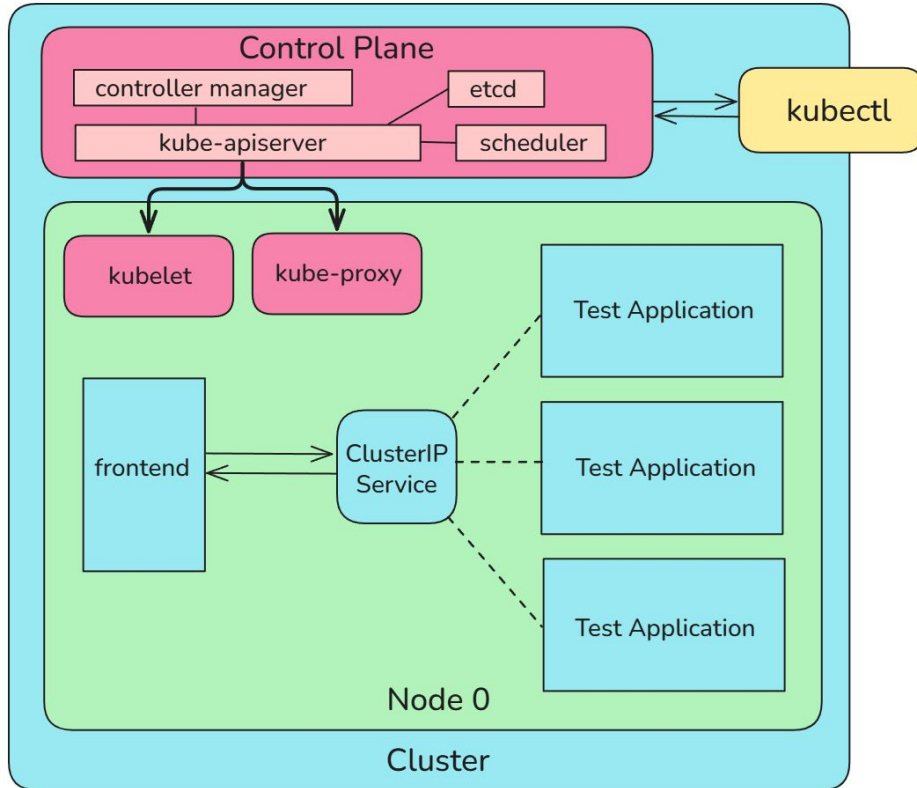 Control Plane
controller manager
etcd
kube-apiserver
scheduler
kubectl
kubelet
kube-proxy
Test Application
frontend
ClusterIP
Service
Test Application
Test Application
Node 0
Cluster